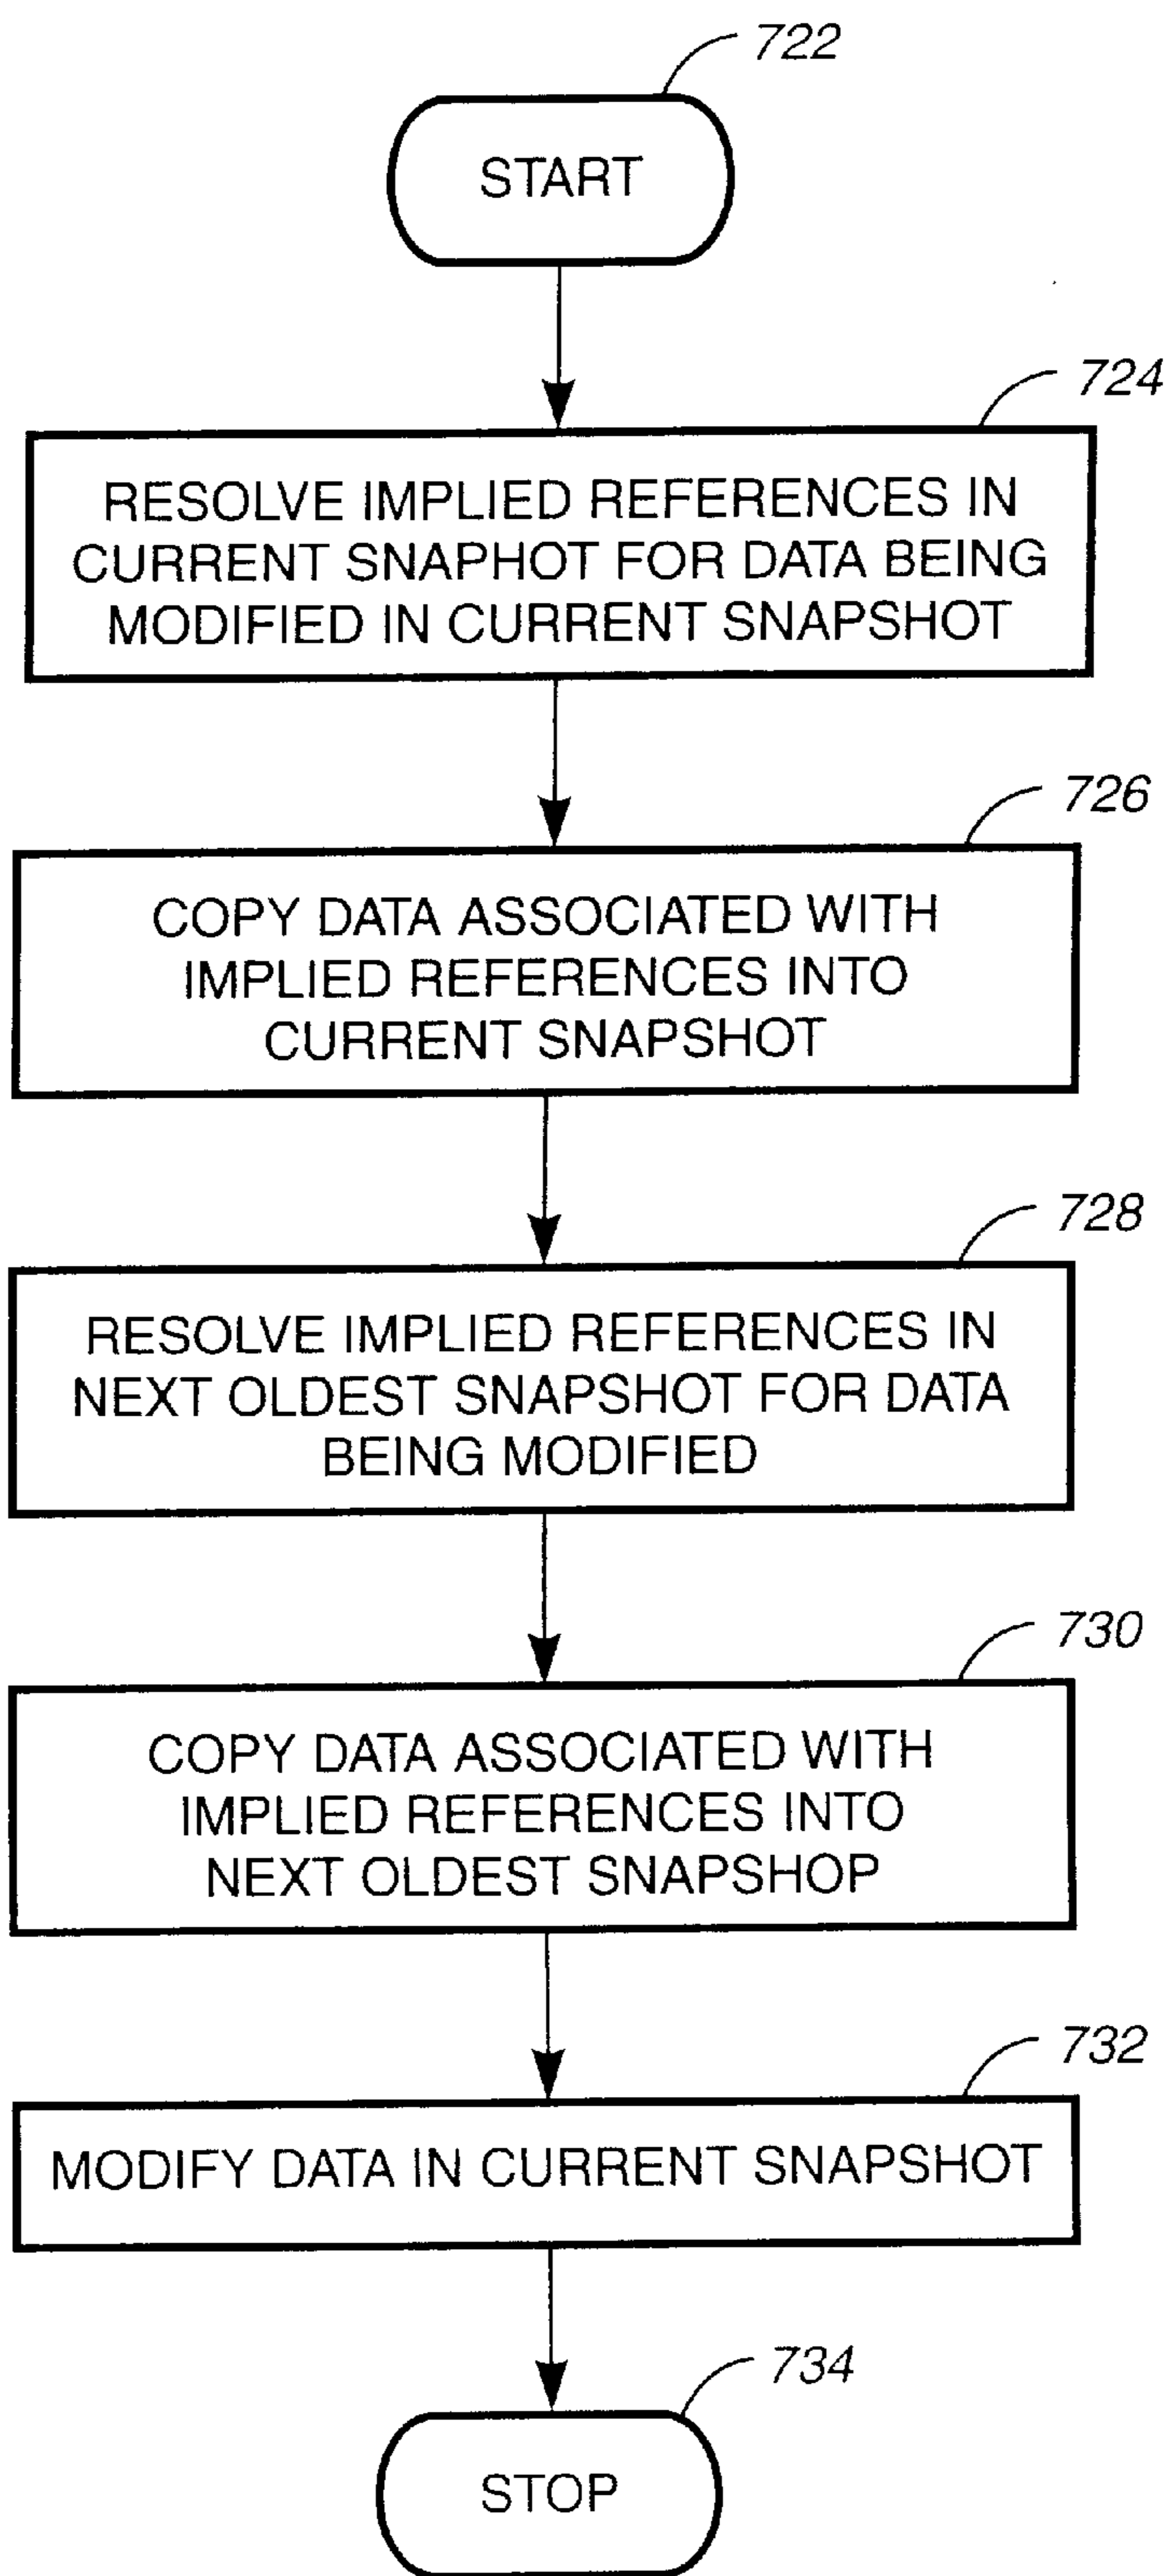 722
START
724
RESOLVE IMPLIED REFERENCES IN
CURRENT SNAPHOT FOR DATA BEING
MODIFIED IN CURRENT SNAPSHOT
726
COPY DATA ASSOCIATED WITH
IMPLIED REFERENCES INTO
CURRENT SNAPSHOT
728
RESOLVE IMPLIED REFERENCES IN
NEXT OLDEST SNAPSHOT FOR DATA
BEING MODIFIED
730
COPY DATA ASSOCIATED WITH
IMPLIED REFERENCES INTO
NEXT OLDEST SNAPSHOP
732
MODIFY DATA IN CURRENT SNAPSHOT
734
STOP